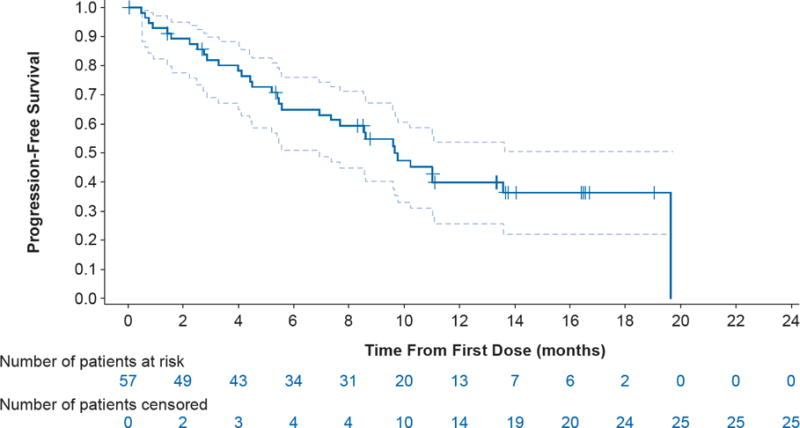 1.0
0.9
0.8
0.7
0.6
0.5
0.4
0.3
0.2
0.1
0.0
Progression-Free Survival
0 2 4 6 8 10 12 14 16 18 20 22 24
Time From First Dose (months)
Number of patients at risk
57 49 43 34 31 20 13 7 6 2 0 0 0
Number of patients censored
0 2 3 4 4 10 14 19 20 24 25 25 25